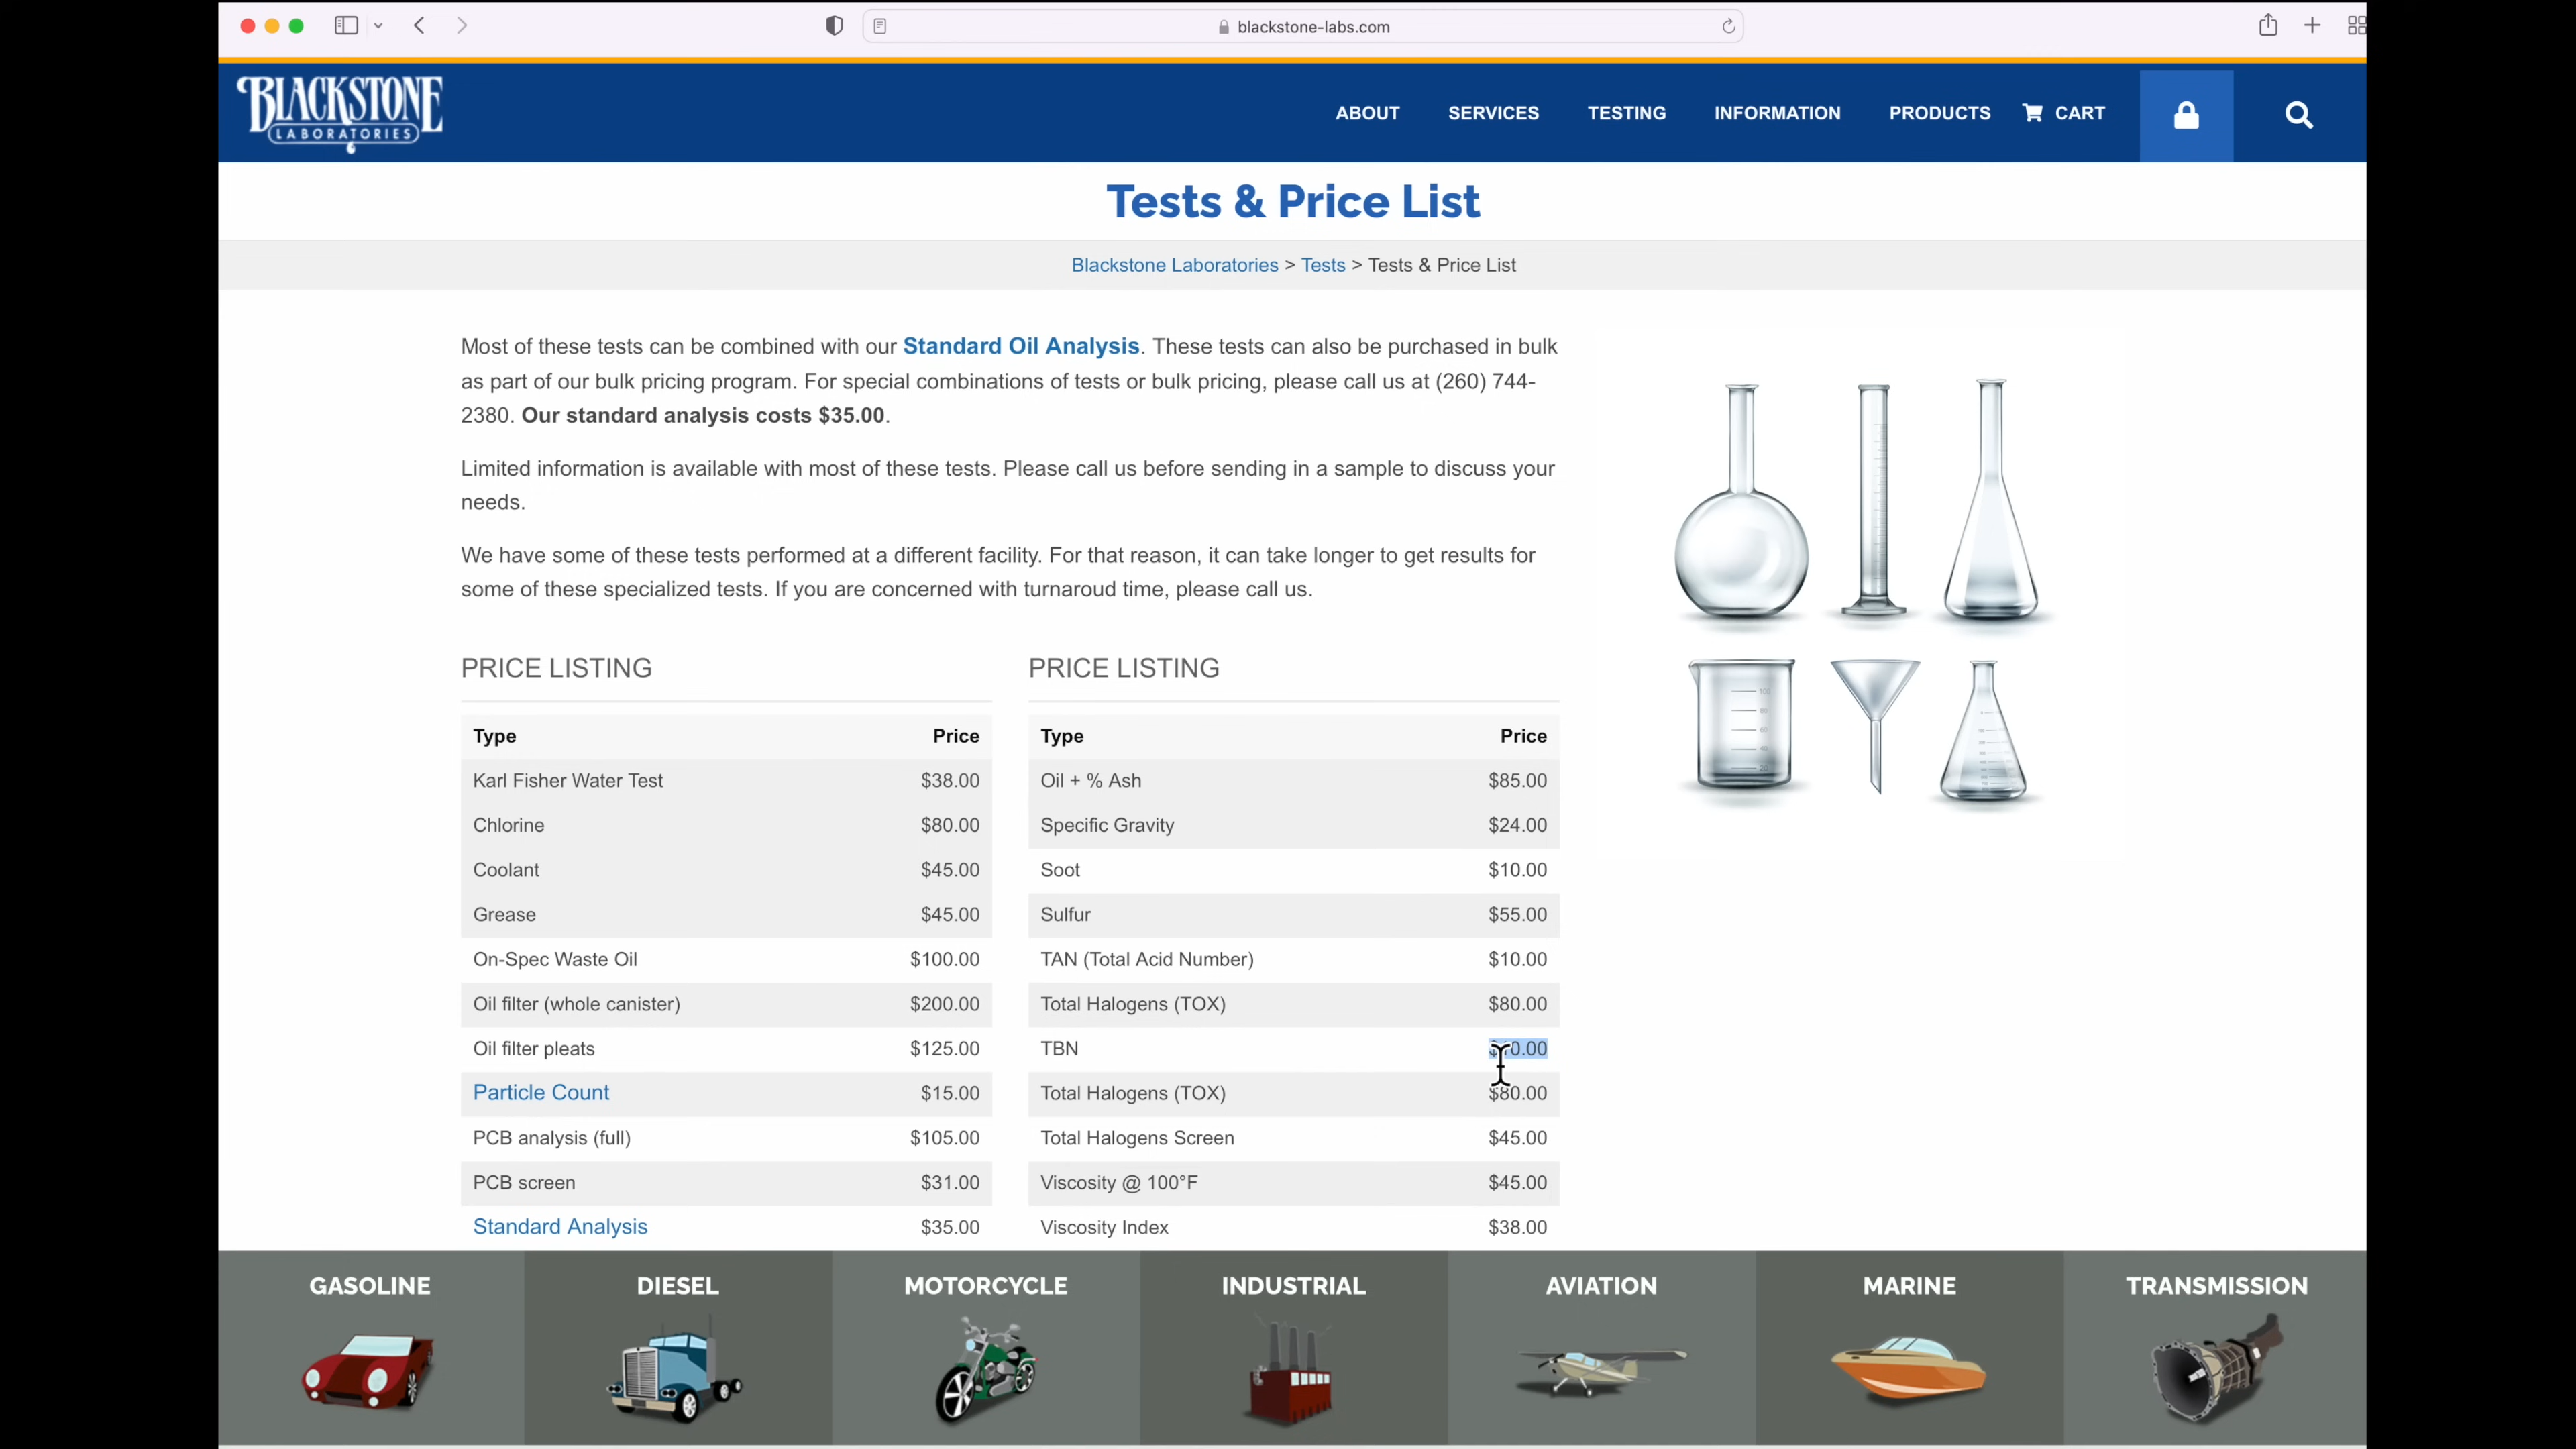 blackstone-labs.com
BLACKSTONE
LABORATORIES
ABOUT SERVICES TESTING INFORMATION PRODUCTS CART
Tests & Price List
Blackstone Laboratories > Tests > Tests & Price List
Most of these tests can be combined with our Standard Oil Analysis. These tests can also be purchased in bulk
as part of our bulk pricing program. For special combinations of tests or bulk pricing, please call us at (260) 744-
2380. Our standard analysis costs $35.00.
Limited information is available with most of these tests. Please call us before sending in a sample to discuss your
needs.
We have some of these tests performed at a different facility. For that reason, it can take longer to get results for
some of these specialized tests. If you are concerned with turnaroud time, please call us.
PRICE LISTING
Type Price
Karl Fisher Water Test $38.00
Chlorine $80.00
Coolant $45.00
Grease $45.00
On-Spec Waste Oil $100.00
Oil filter (whole canister) $200.00
Oil filter pleats $125.00
Particle Count $15.00
PCB analysis (full) $105.00
PCB screen $31.00
Standard Analysis $35.00
PRICE LISTING
Type Price
Oil + % Ash $85.00
Specific Gravity $24.00
Soot $10.00
Sulfur $55.00
TAN (Total Acid Number) $10.00
Total Halogens (TOX) $80.00
TBN
Total Halogens (TOX) $80.00
Total Halogens Screen $45.00
Viscosity @ 100°F $45.00
Viscosity Index $38.00
GASOLINE DIESEL MOTORCYCLE INDUSTRIAL AVIATION MARINE TRANSMISSION